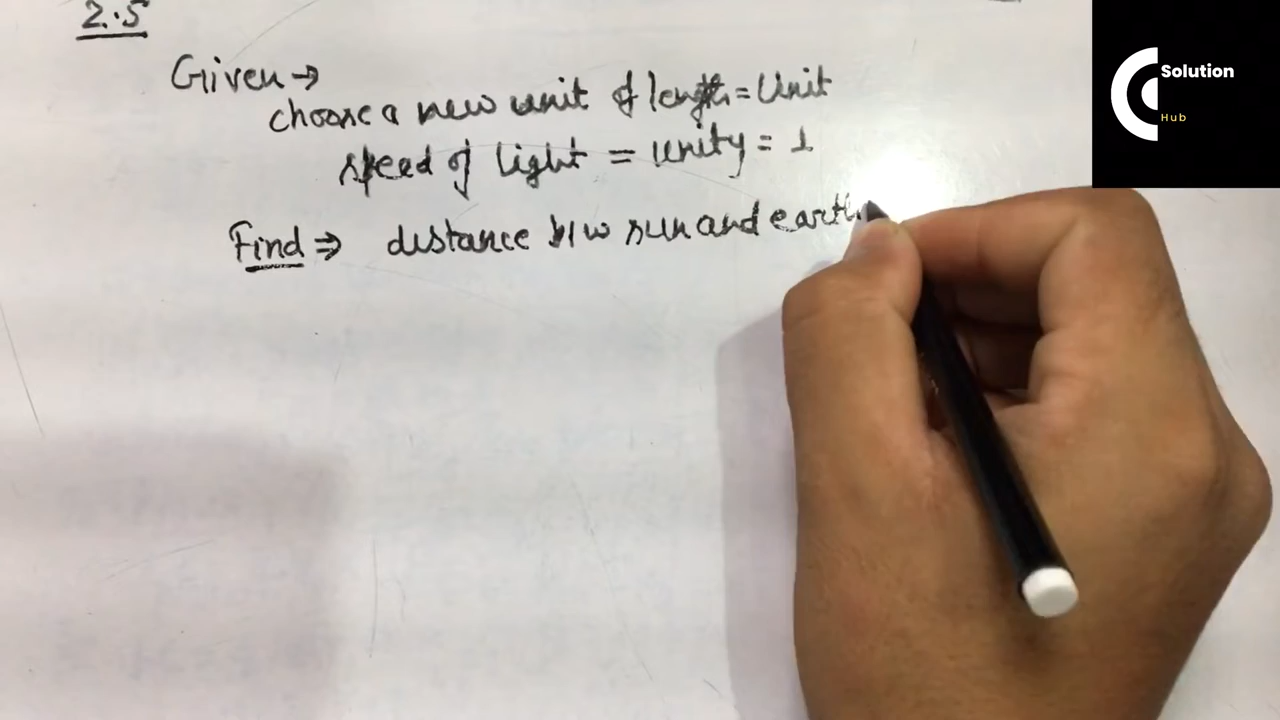 2.5
Given →
choose a new unit of length = Unit
speed of light = unity = 1
Find ⇒ distance b/w sun and earth
Solution
Hub